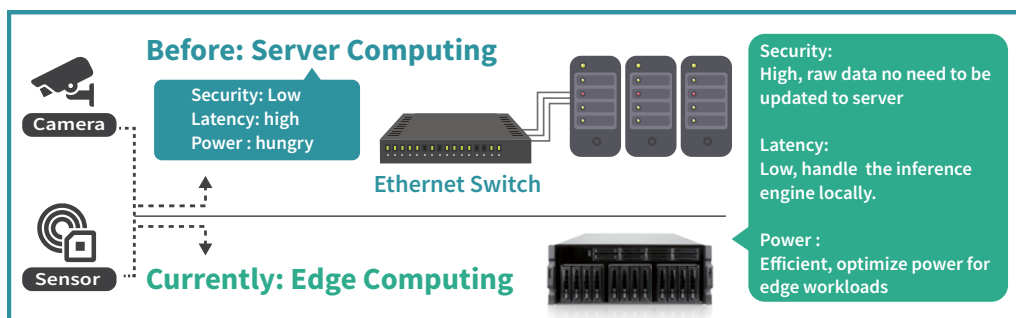 Before: Server Computing
Security: Low
Latency: high
Power : hungry
Camera
Ethernet Switch
Sensor
Currently: Edge Computing
Security:
High, raw data no need to be
updated to server
Latency:
Low, handle the inference
engine locally.
Power :
Efficient, optimize power for
edge workloads